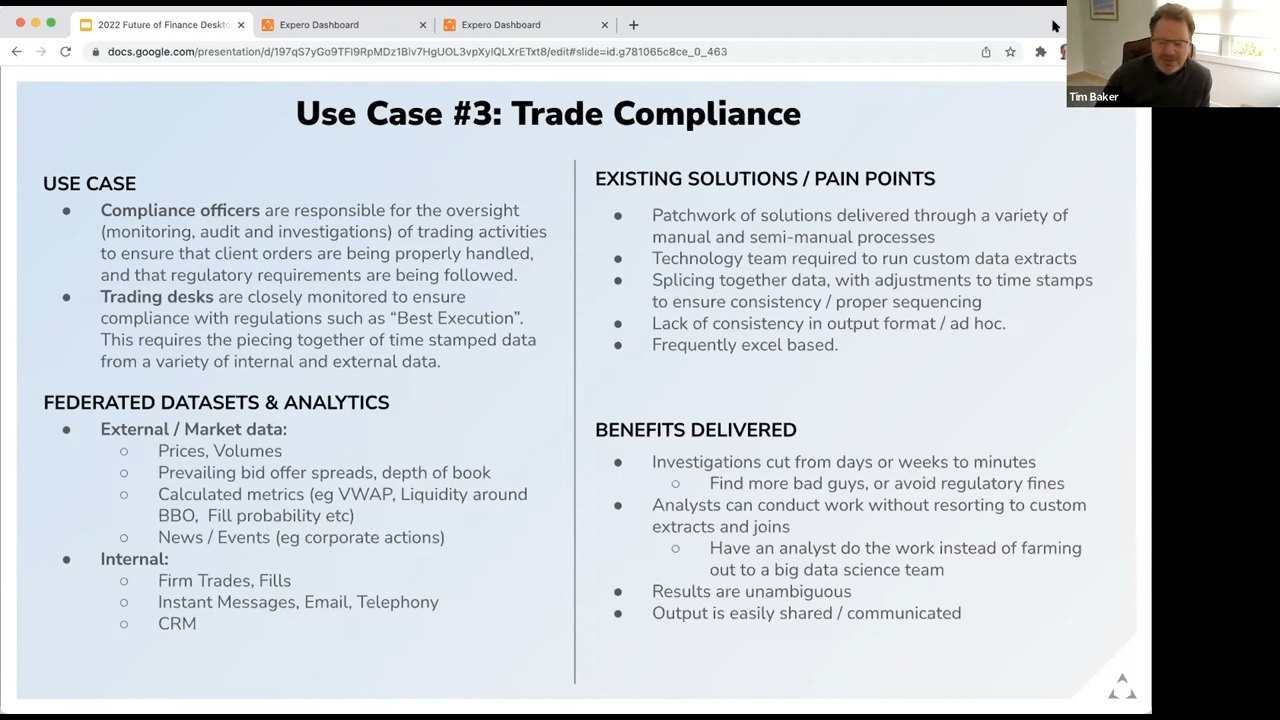 2022 Future of Finance Deskt
Expero Dashboard
Expero Dashboard
docs.google.com/presentation/d/197qS7yGo9TFl9RpMDz1Blv7HgUOL3vpXylQLXrETxt8/edit#slide=id.g781065c8ce_0_463
Tim Baker
Use Case #3: Trade Compliance
USE CASE
● Compliance officers are responsible for the oversight
(monitoring, audit and investigations) of trading activities
to ensure that client orders are being properly handled,
and that regulatory requirements are being followed.
● Trading desks are closely monitored to ensure
compliance with regulations such as “Best Execution”.
This requires the piecing together of time stamped data
from a variety of internal and external data.
FEDERATED DATASETS & ANALYTICS
● External / Market data:
○ Prices, Volumes
○ Prevailing bid offer spreads, depth of book
○ Calculated metrics (eg VWAP, Liquidity around
BBO, Fill probability etc)
○ News / Events (eg corporate actions)
● Internal:
○ Firm Trades, Fills
○ Instant Messages, Email, Telephony
○ CRM
EXISTING SOLUTIONS / PAIN POINTS
● Patchwork of solutions delivered through a variety of
manual and semi-manual processes
● Technology team required to run custom data extracts
● Splicing together data, with adjustments to time stamps
to ensure consistency / proper sequencing
● Lack of consistency in output format / ad hoc.
● Frequently excel based.
BENEFITS DELIVERED
● Investigations cut from days or weeks to minutes
○ Find more bad guys, or avoid regulatory fines
● Analysts can conduct work without resorting to custom
extracts and joins
○ Have an analyst do the work instead of farming
out to a big data science team
● Results are unambiguous
● Output is easily shared / communicated